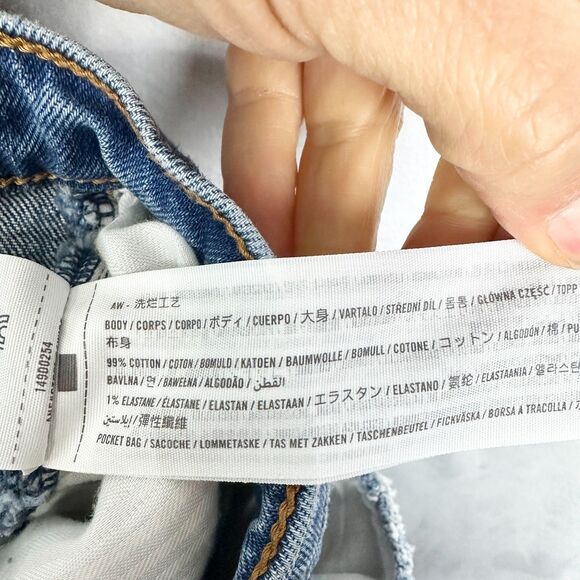 149D0254
AW - 洗烂工艺
BODY / CORPS / CORPO / ボディ / CUERPO / 大身 / VARTALO / STŘEDNÍ DÍL / 몸통 / GŁÓWNA CZĘŚĆ / TOPP
布身
99% COTTON / COTON / BOMULD / KATOEN / BAUMWOLLE / BOMULL / COTONE / コットン / ALGODÓN / 棉 / PU
BAVLNA / 면 / BAWEŁNA / ALGODÃO / القطن /
1% ELASTANE / ÉLASTANE / ELASTAN / ELASTAAN / エラスタン / ELASTANO / 氨纶 / ELASTAANIA / 엘라스탄
إيلاستين / 彈性纖維
POCKET BAG / SACOCHE / LOMMETASKE / TAS MET ZAKKEN / TASCHENBEUTEL / FICKVÄSKA / BORSA À TRACOLLA /